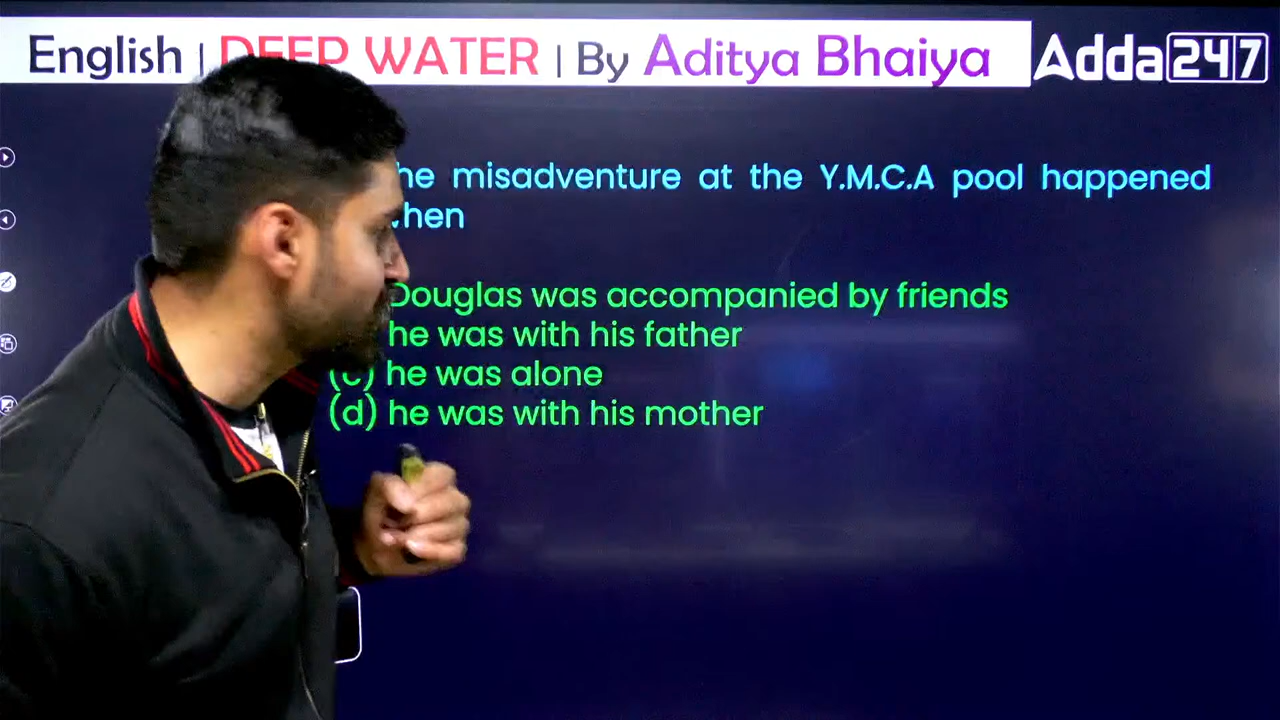 English | DEEP WATER | By Aditya Bhaiya Adda247
he misadventure at the Y.M.C.A pool happened
hen
Douglas was accompanied by friends
he was with his father
(c) he was alone
(d) he was with his mother